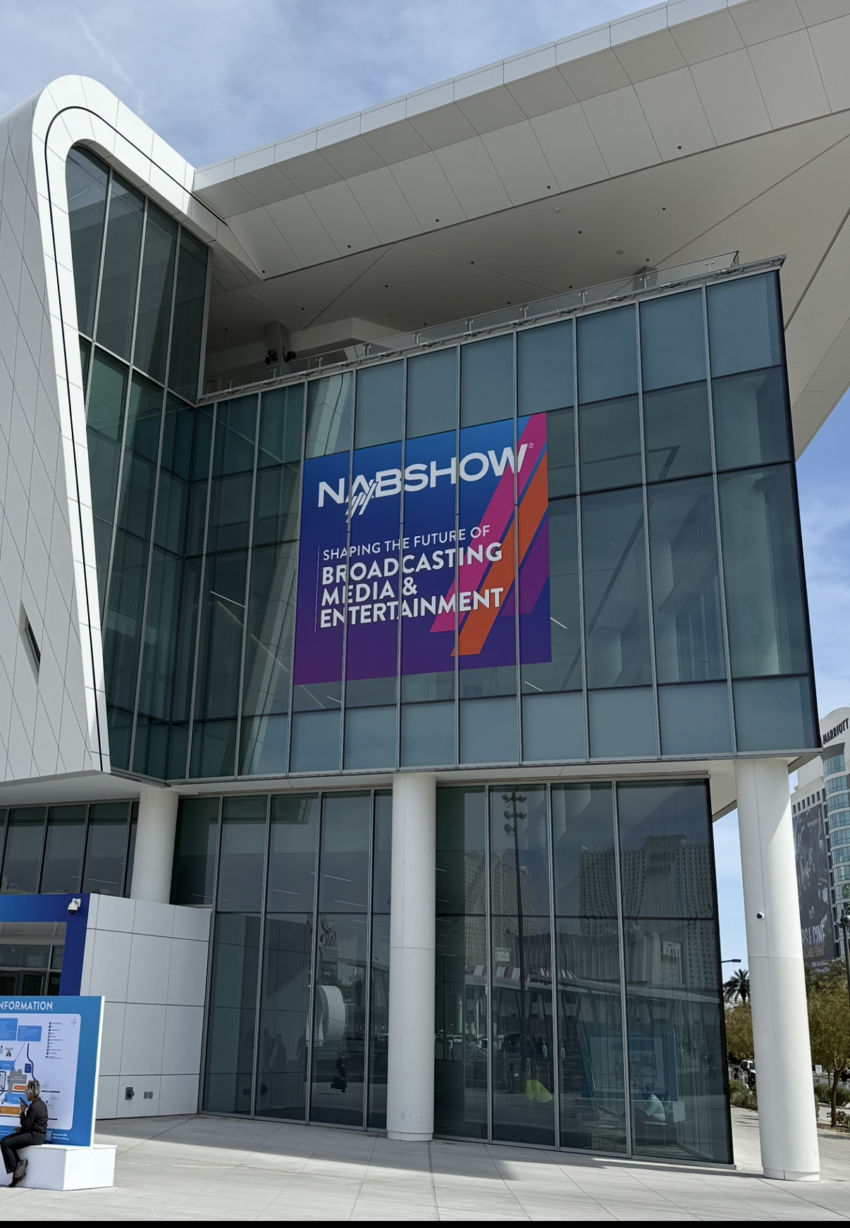 NABSHOW®
SHAPING THE FUTURE OF
BROADCASTING
MEDIA &
ENTERTAINMENT
MARRIOTT
INFORMATION